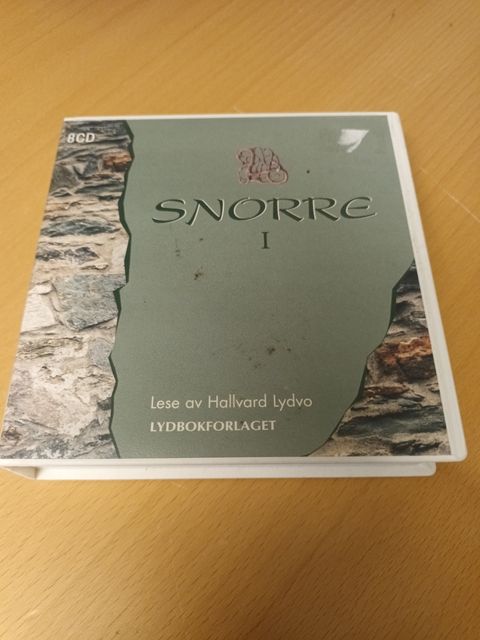 8CD
SNORRE
I
Lese av Hallvard Lydvo
LYDBOKFORLAGET